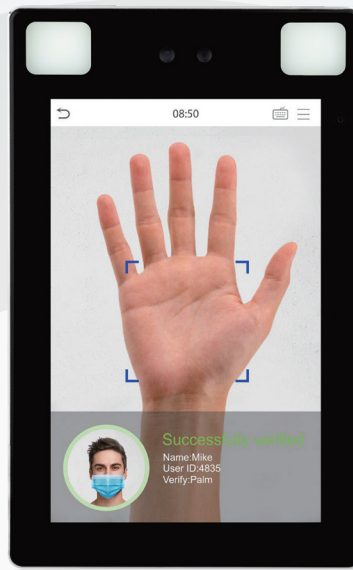 08:50
Successfully verified
Name:Mike
User ID:4835
Verify:Palm